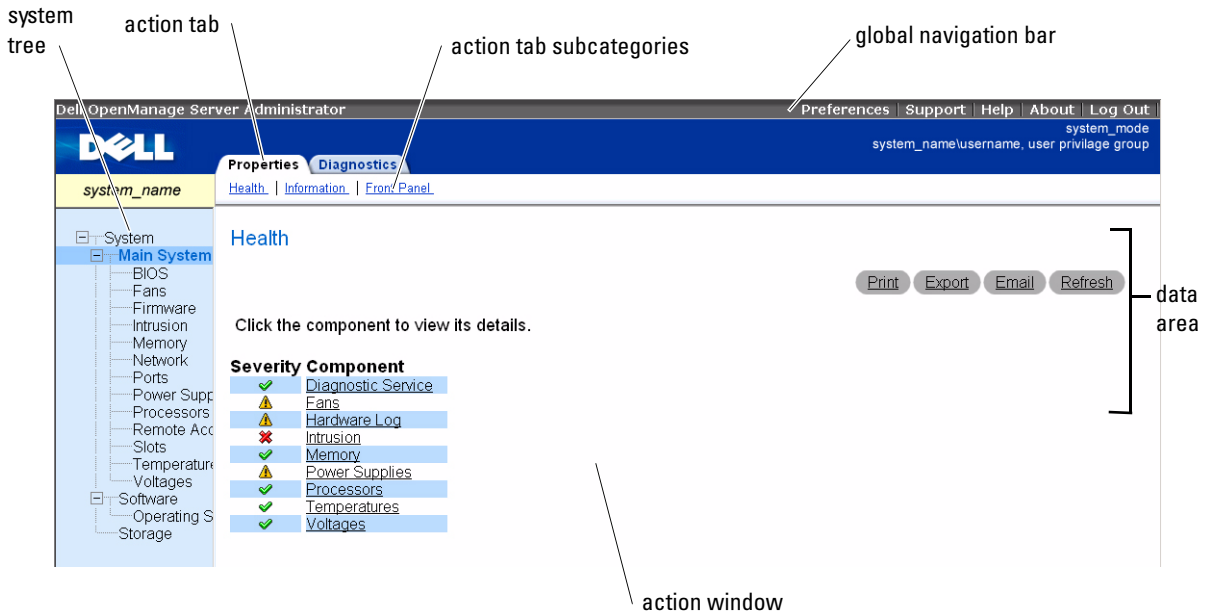 system
tree
action tab
action tab subcategories
global navigation bar
Dell OpenManage Server Administrator
Preferences | Support | Help | About | Log Out |
DELL
system_mode
system_name\username, user privilage group
Properties
Diagnostics
system_name
Health | Information | Front Panel
System
Main System
BIOS
Fans
Firmware
Intrusion
Memory
Network
Ports
Power Supp
Processors
Remote Acc
Slots
Temperature
Voltages
Software
Operating S
Storage
Health
Print
Export
Email
Refresh
data
area
Click the component to view its details.
Severity Component
Diagnostic Service
Fans
Hardware Log
Intrusion
Memory
Power Supplies
Processors
Temperatures
Voltages
action window